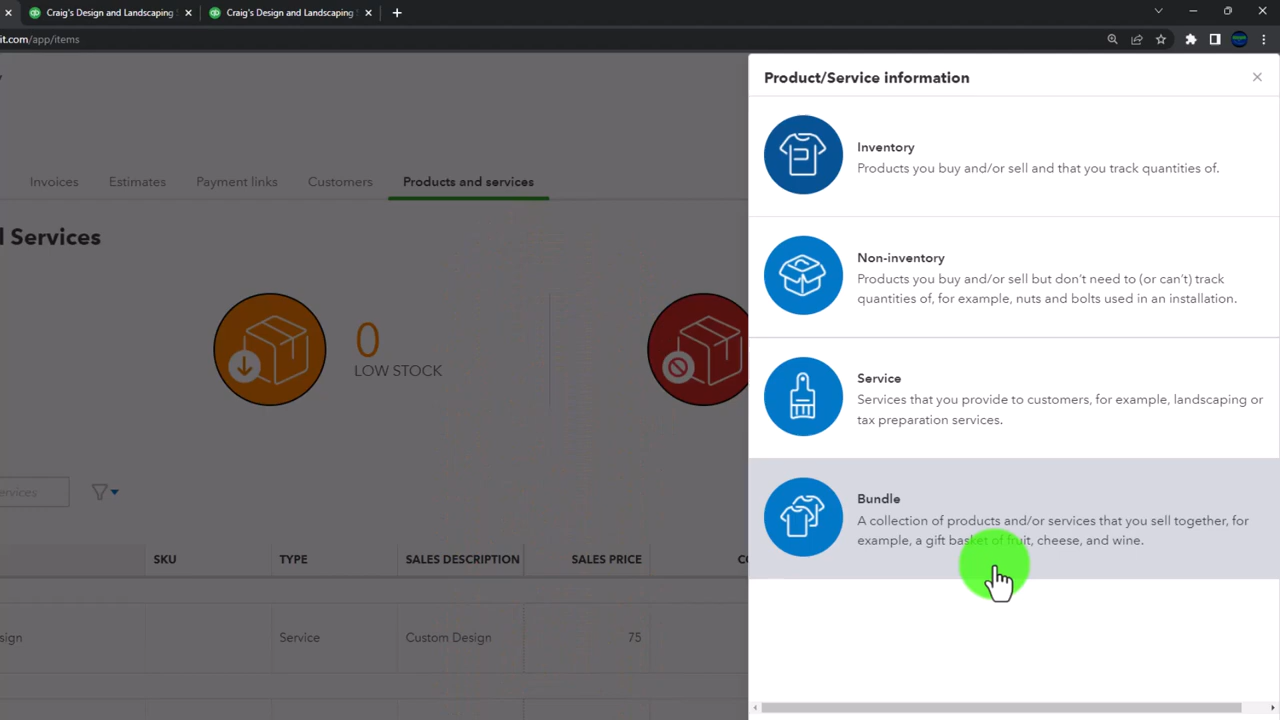 Craig's Design and Landscaping
Craig's Design and Landscaping
it.com/app/items
Product/Service information
Inventory
Products you buy and/or sell and that you track quantities of.
Non-inventory
Products you buy and/or sell but don't need to (or can't) track
quantities of, for example, nuts and bolts used in an installation.
Service
Services that you provide to customers, for example, landscaping or
tax preparation services.
Bundle
A collection of products and/or services that you sell together, for
example, a gift basket of fruit, cheese, and wine.
Invoices
Estimates
Payment links
Customers
Products and services
l Services
0
LOW STOCK
ervices
SKU
TYPE
SALES DESCRIPTION
SALES PRICE
CO
sign
Service
Custom Design
75